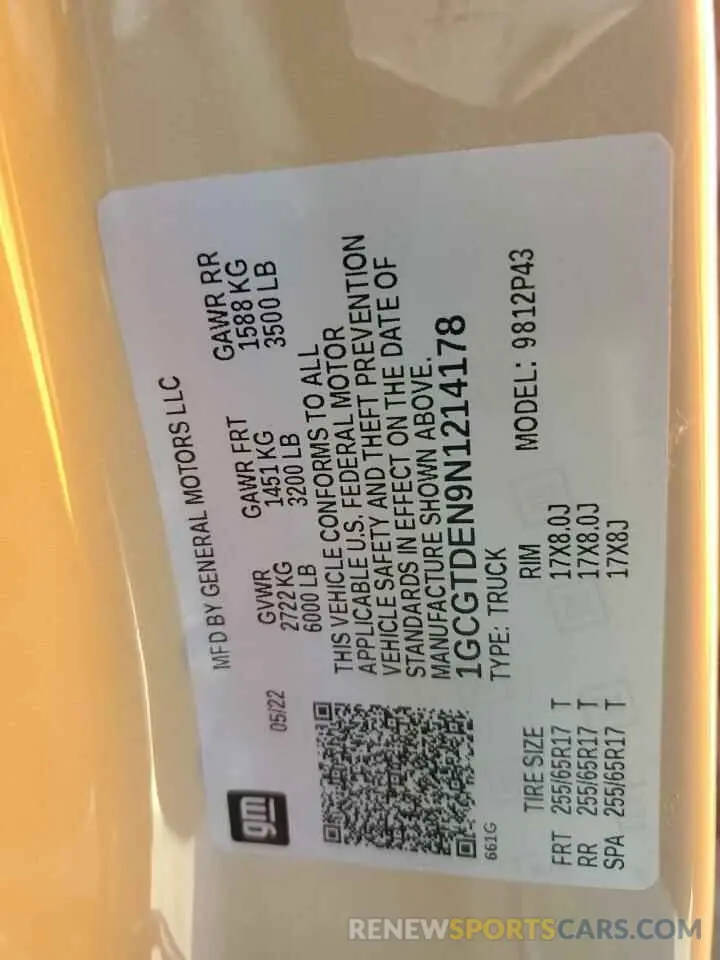 gm
05/22
MFD BY GENERAL MOTORS LLC
GVWR GAWR FRT GAWR RR
2722 KG 1451 KG 1588 KG
6000 LB 3200 LB 3500 LB
THIS VEHICLE CONFORMS TO ALL
APPLICABLE U.S. FEDERAL MOTOR
VEHICLE SAFETY AND THEFT PREVENTION
STANDARDS IN EFFECT ON THE DATE OF
MANUFACTURE SHOWN ABOVE.
1GCGTDEN9N1214178
661G
TYPE: TRUCK
MODEL: 9812P43
TIRE SIZE RIM
FRT 255/65R17 T 17X8.0J
RR 255/65R17 T 17X8.0J
SPA 255/65R17 T 17X8J
RENEWSPORTSCARS.COM